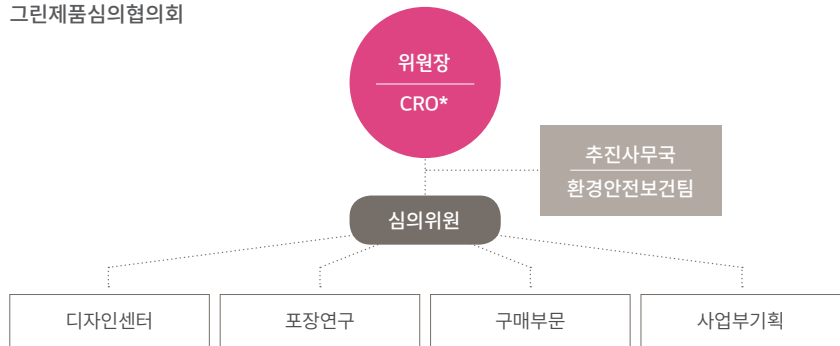 그린제품심의협의회
위원장
CRO*
추진사무국
환경안전보건팀
심의위원
디자인센터
포장연구
구매부문
사업부기획